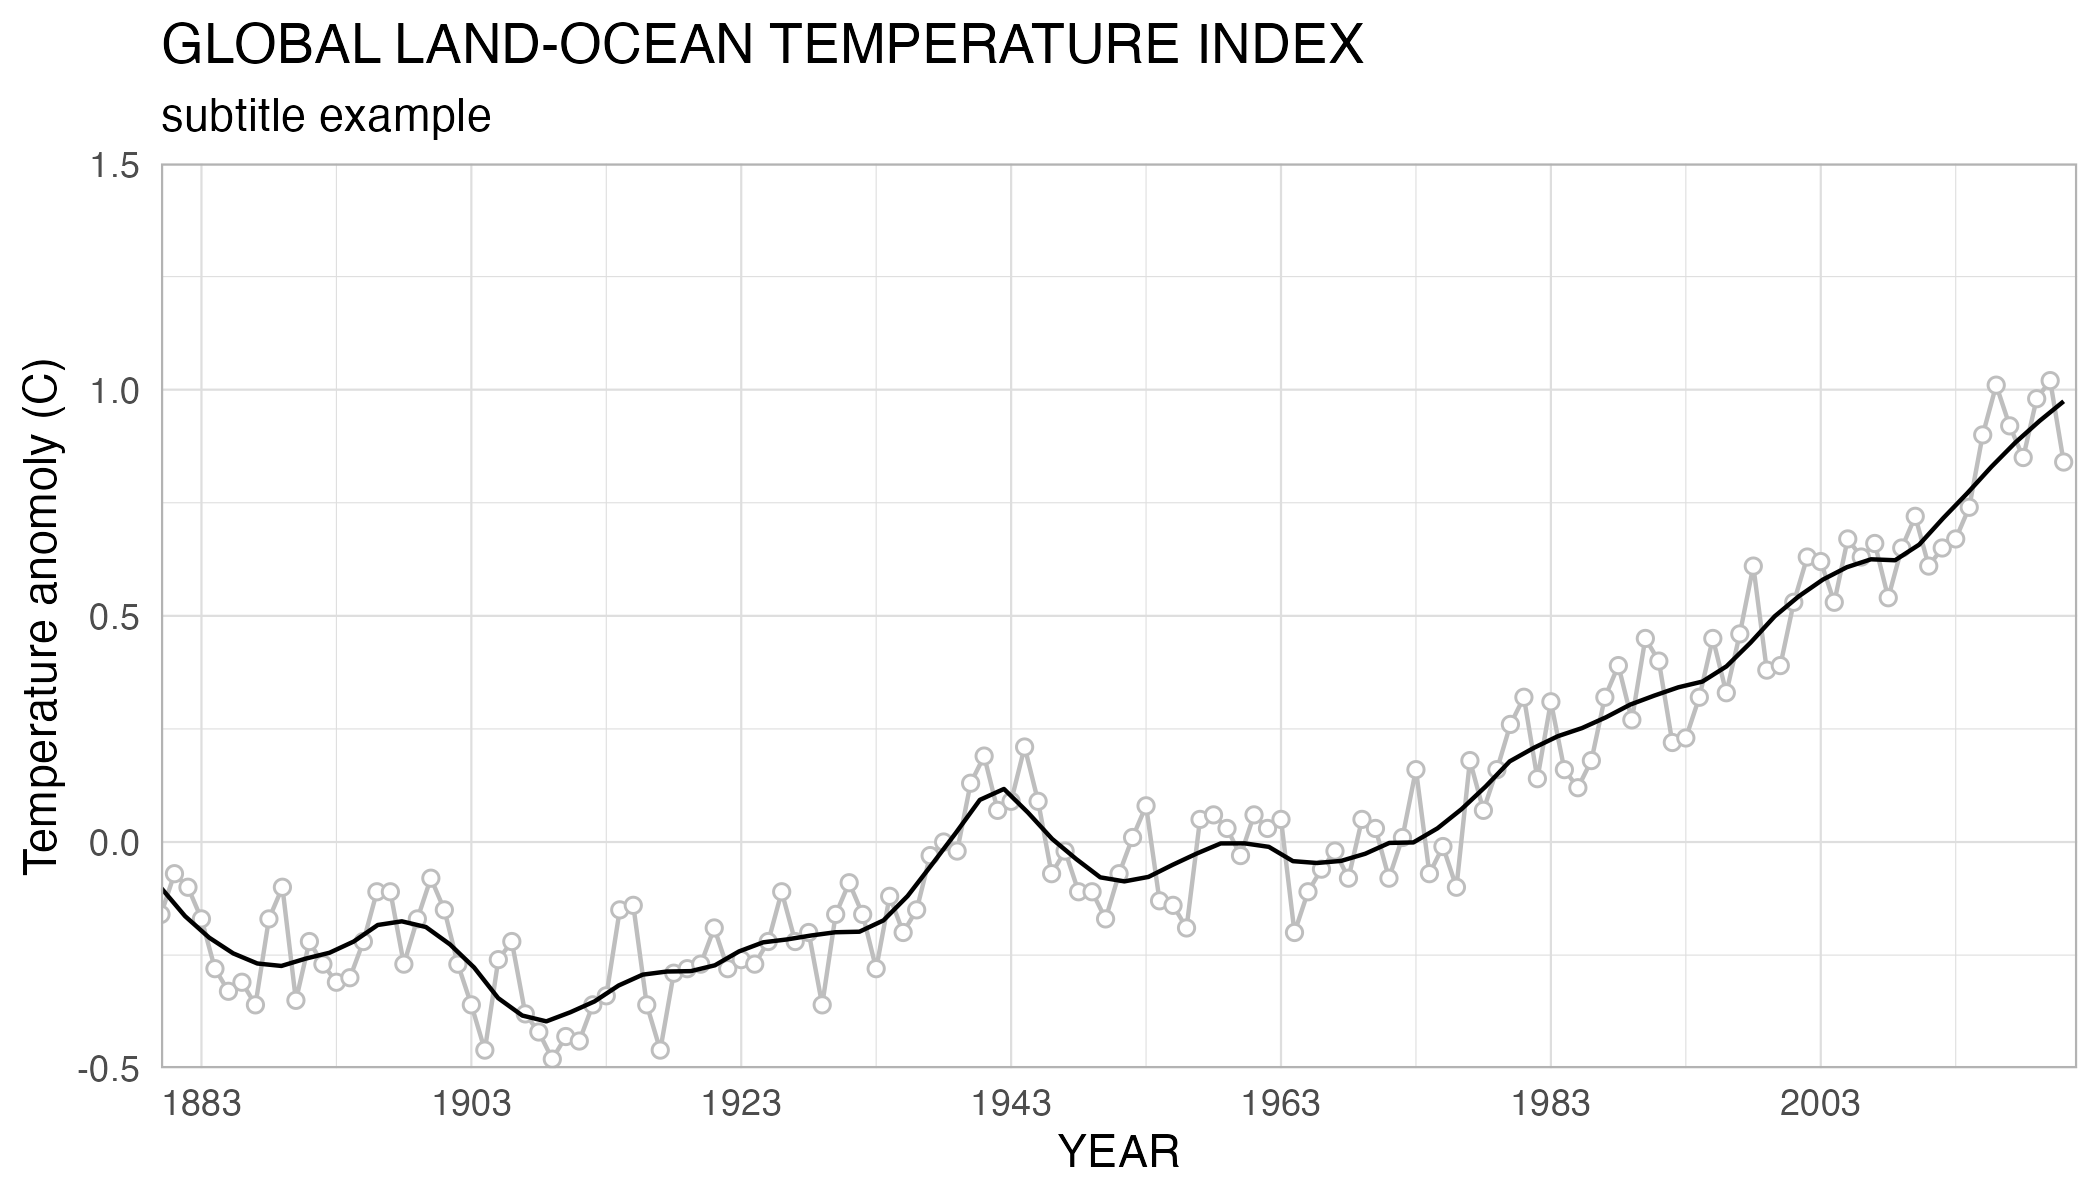 GLOBAL LAND-OCEAN TEMPERATURE INDEX
subtitle example
Temperature anomoly (C)
1.5
1.0
0.5
0.0
-0.5
1883 1903 1923 1943 1963 1983 2003
YEAR